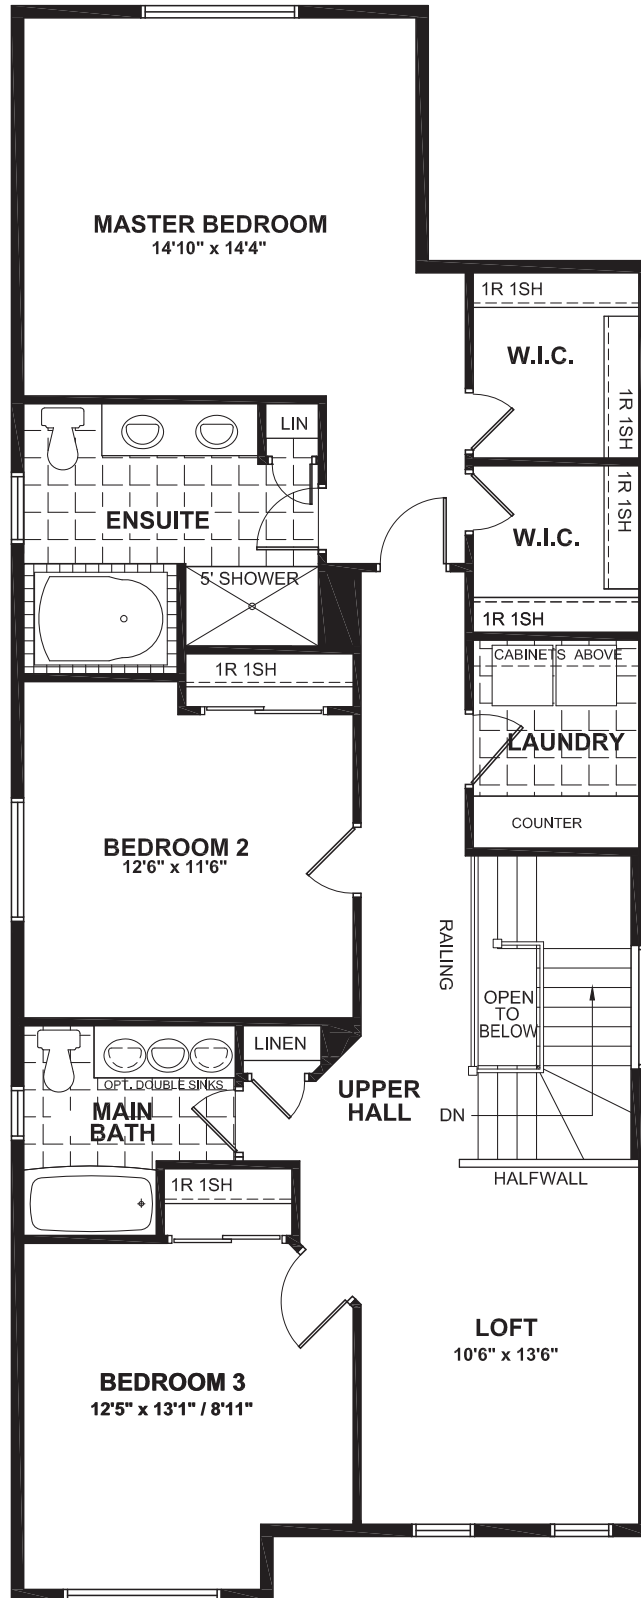 MASTER BEDROOM
14'10" x 14'4"
1R 1SH
W.I.C.
1R 1SH
LIN
ENSUITE
1R 1SH
W.I.C.
5' SHOWER
1R 1SH
1R 1SH
CABINETS ABOVE
LAUNDRY
COUNTER
BEDROOM 2
12'6" x 11'6"
RAILING
OPEN
TO
BELOW
LINEN
OPT. DOUBLE SINKS
MAIN
BATH
UPPER
HALL
DN
HALFWALL
1R 1SH
LOFT
10'6" x 13'6"
BEDROOM 3
12'5" x 13'1" / 8'11"